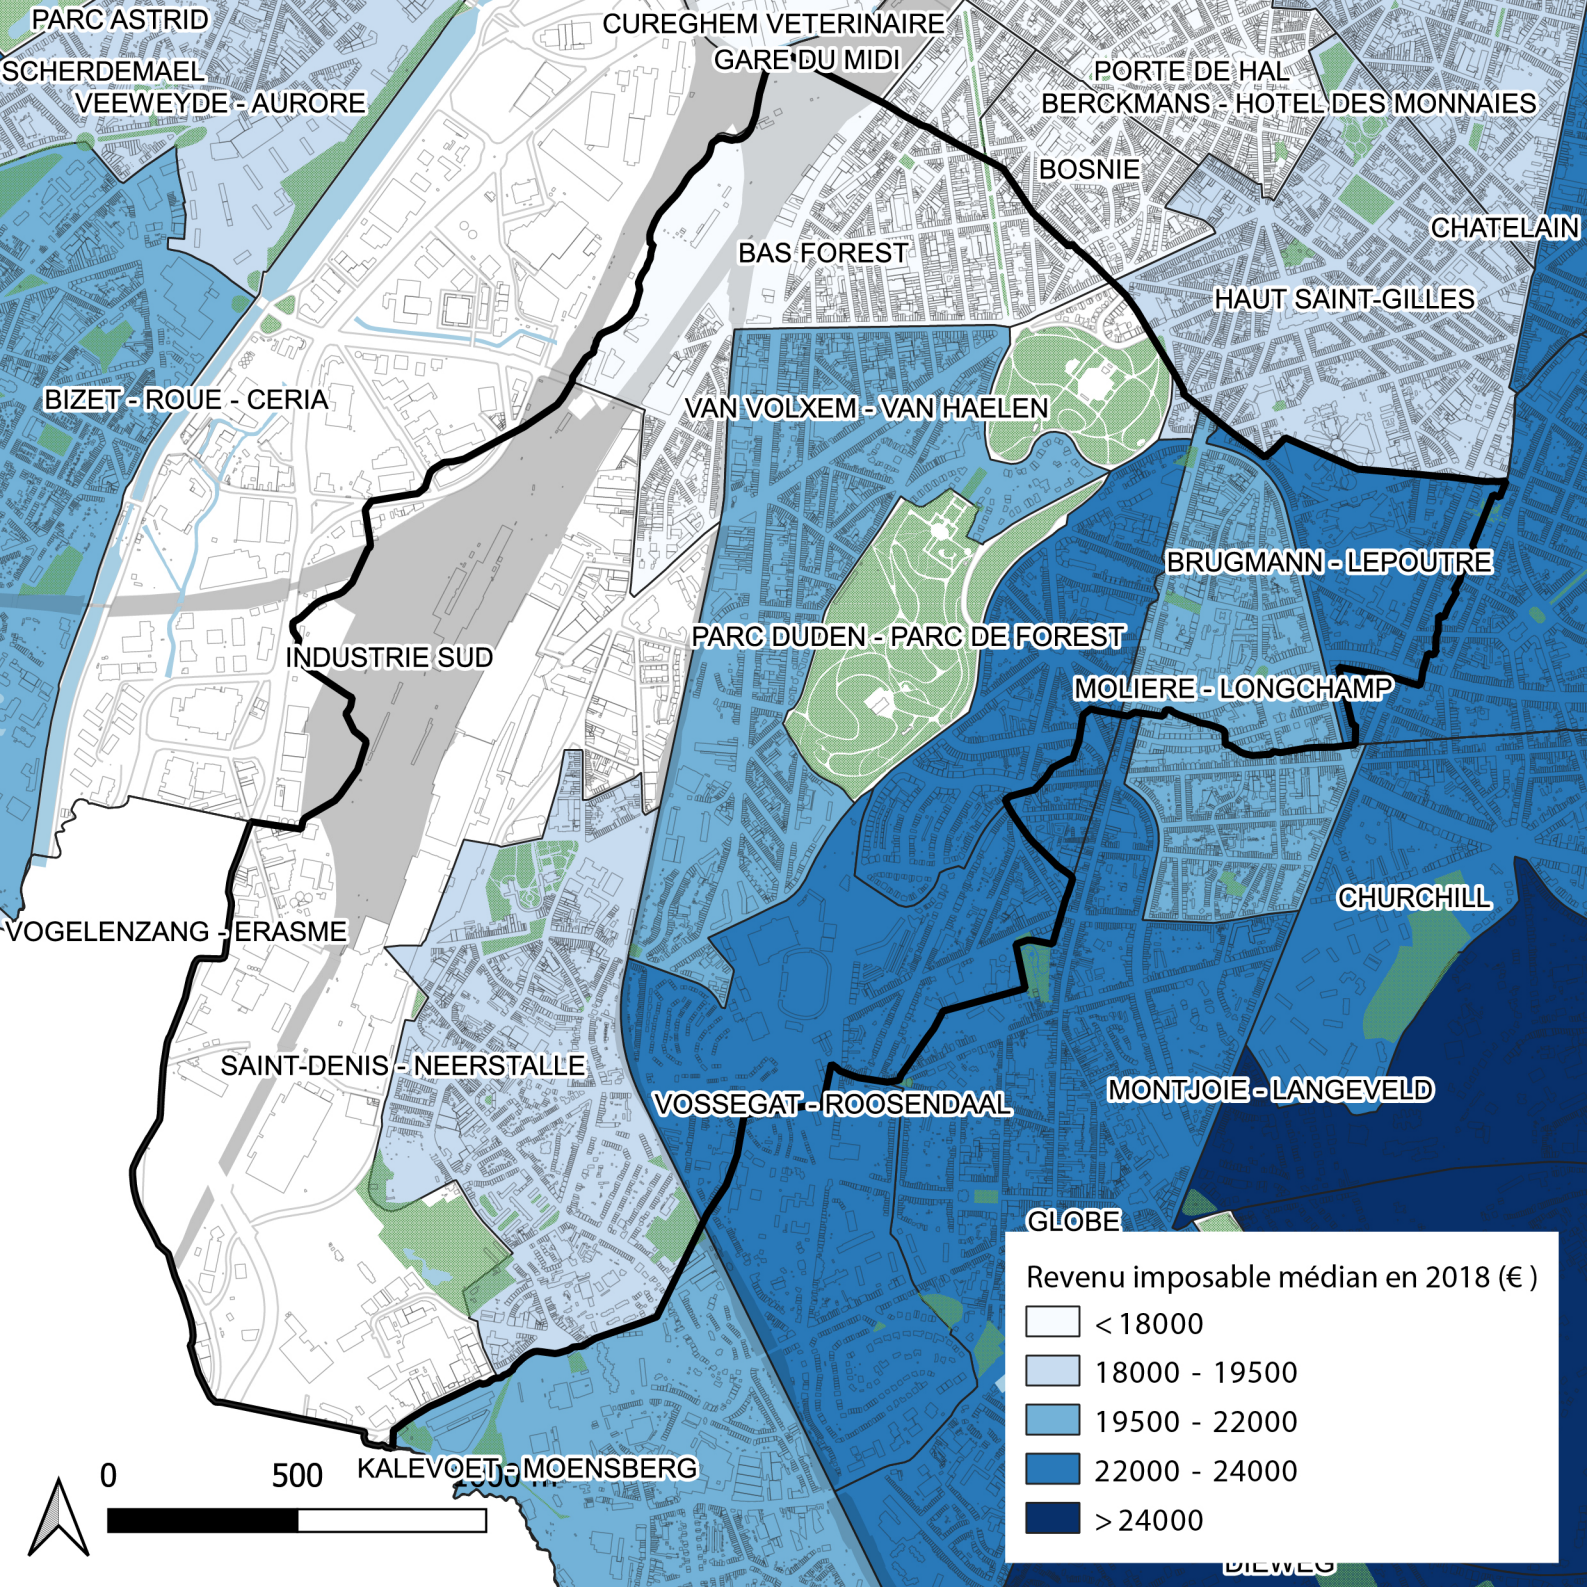 PARC ASTRID
CUREGHEM VETERINAIRE
GARE DU MIDI
SCHERDEMAEL
VEEWEYDE - AURORE
PORTE DE HAL
BERCKMANS - HOTEL DES MONNAIES
BOSNIE
CHATELAIN
BAS FOREST
HAUT SAINT-GILLES
BIZET - ROUE - CERIA
VAN VOLXEM - VAN HAELEN
BRUGMANN - LEPOUTRE
PARC DUDEN - PARC DE FOREST
INDUSTRIE SUD
MOLIERE - LONGCHAMP
CHURCHILL
VOGELENZANG - ERASME
SAINT-DENIS - NEERSTALLE
MONTJOIE - LANGEVELD
VOSSEGAT - ROOSENDAAL
GLOBE
Revenu imposable médian en 2018 (€ )
< 18000
18000 - 19500
19500 - 22000
22000 - 24000
> 24000
KALEVOET - MOENSBERG
0 500 1000 m
DIEWEG